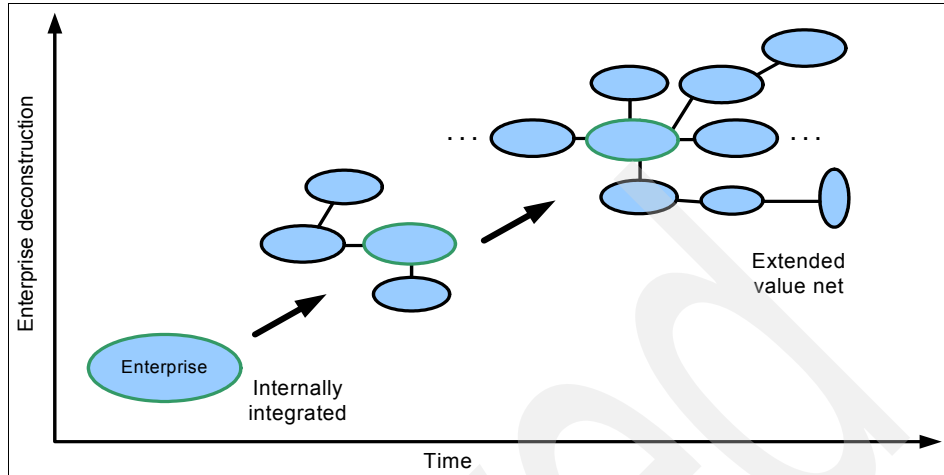 Enterprise deconstruction
. . .
. . .
Extended
value net
Enterprise
Internally
integrated
Time